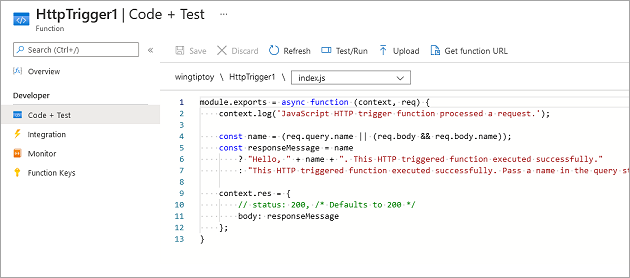 HttpTrigger1 | Code + Test ...
Function
Search (Ctrl+/) «
Overview
Developer
Code + Test
Integration
Monitor
Function Keys
Save Discard Refresh Test/Run Upload Get function URL
wingtiptoy \ HttpTrigger1 \ index.js
1 module.exports = async function (context, req) {
2 context.log('JavaScript HTTP trigger function processed a request.');
3
4 const name = (req.query.name || (req.body && req.body.name));
5 const responseMessage = name
6 ? "Hello, " + name + ". This HTTP triggered function executed successfully."
7 : "This HTTP triggered function executed successfully. Pass a name in the query st
8
9 context.res = {
10 // status: 200, /* Defaults to 200 */
11 body: responseMessage
12 };
13 }